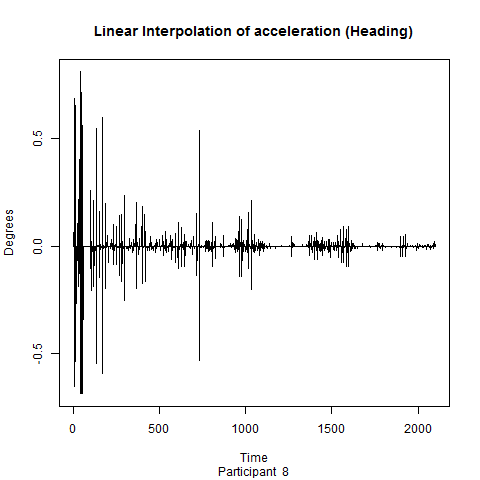 Linear Interpolation of acceleration (Heading)
Degrees
0.5
0.0
-0.5
0 500 1000 1500 2000
Time
Participant 8